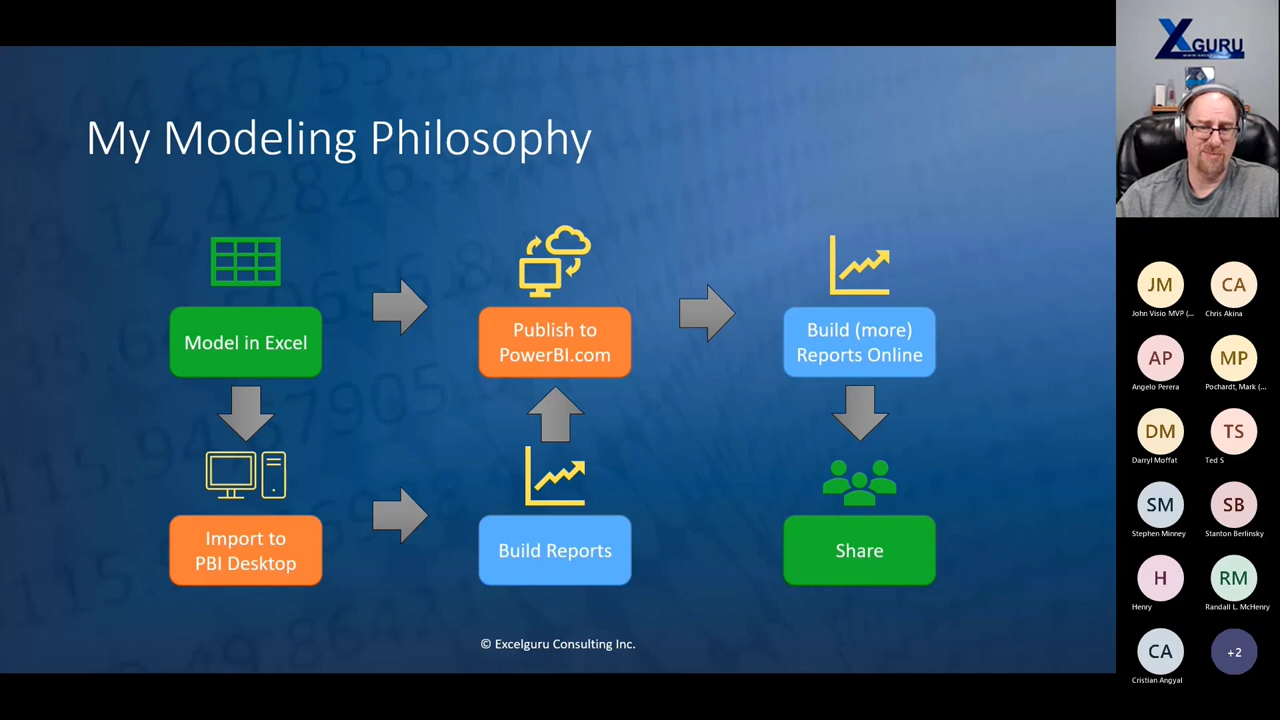 My Modeling Philosophy
Model in Excel
Publish to
PowerBI.com
Build (more)
Reports Online
Import to
PBI Desktop
Build Reports
Share
© Excelguru Consulting Inc.
XGURU
JM
John Visio MVP (...
CA
Chris Akina
AP
Angelo Perera
MP
Pochardt, Mark (...
DM
Darryl Moffat
TS
Ted S
SM
Stephen Minney
SB
Stanton Berlinsky
H
Henry
RM
Randall L. McHenry
CA
Cristian Angyal
+2